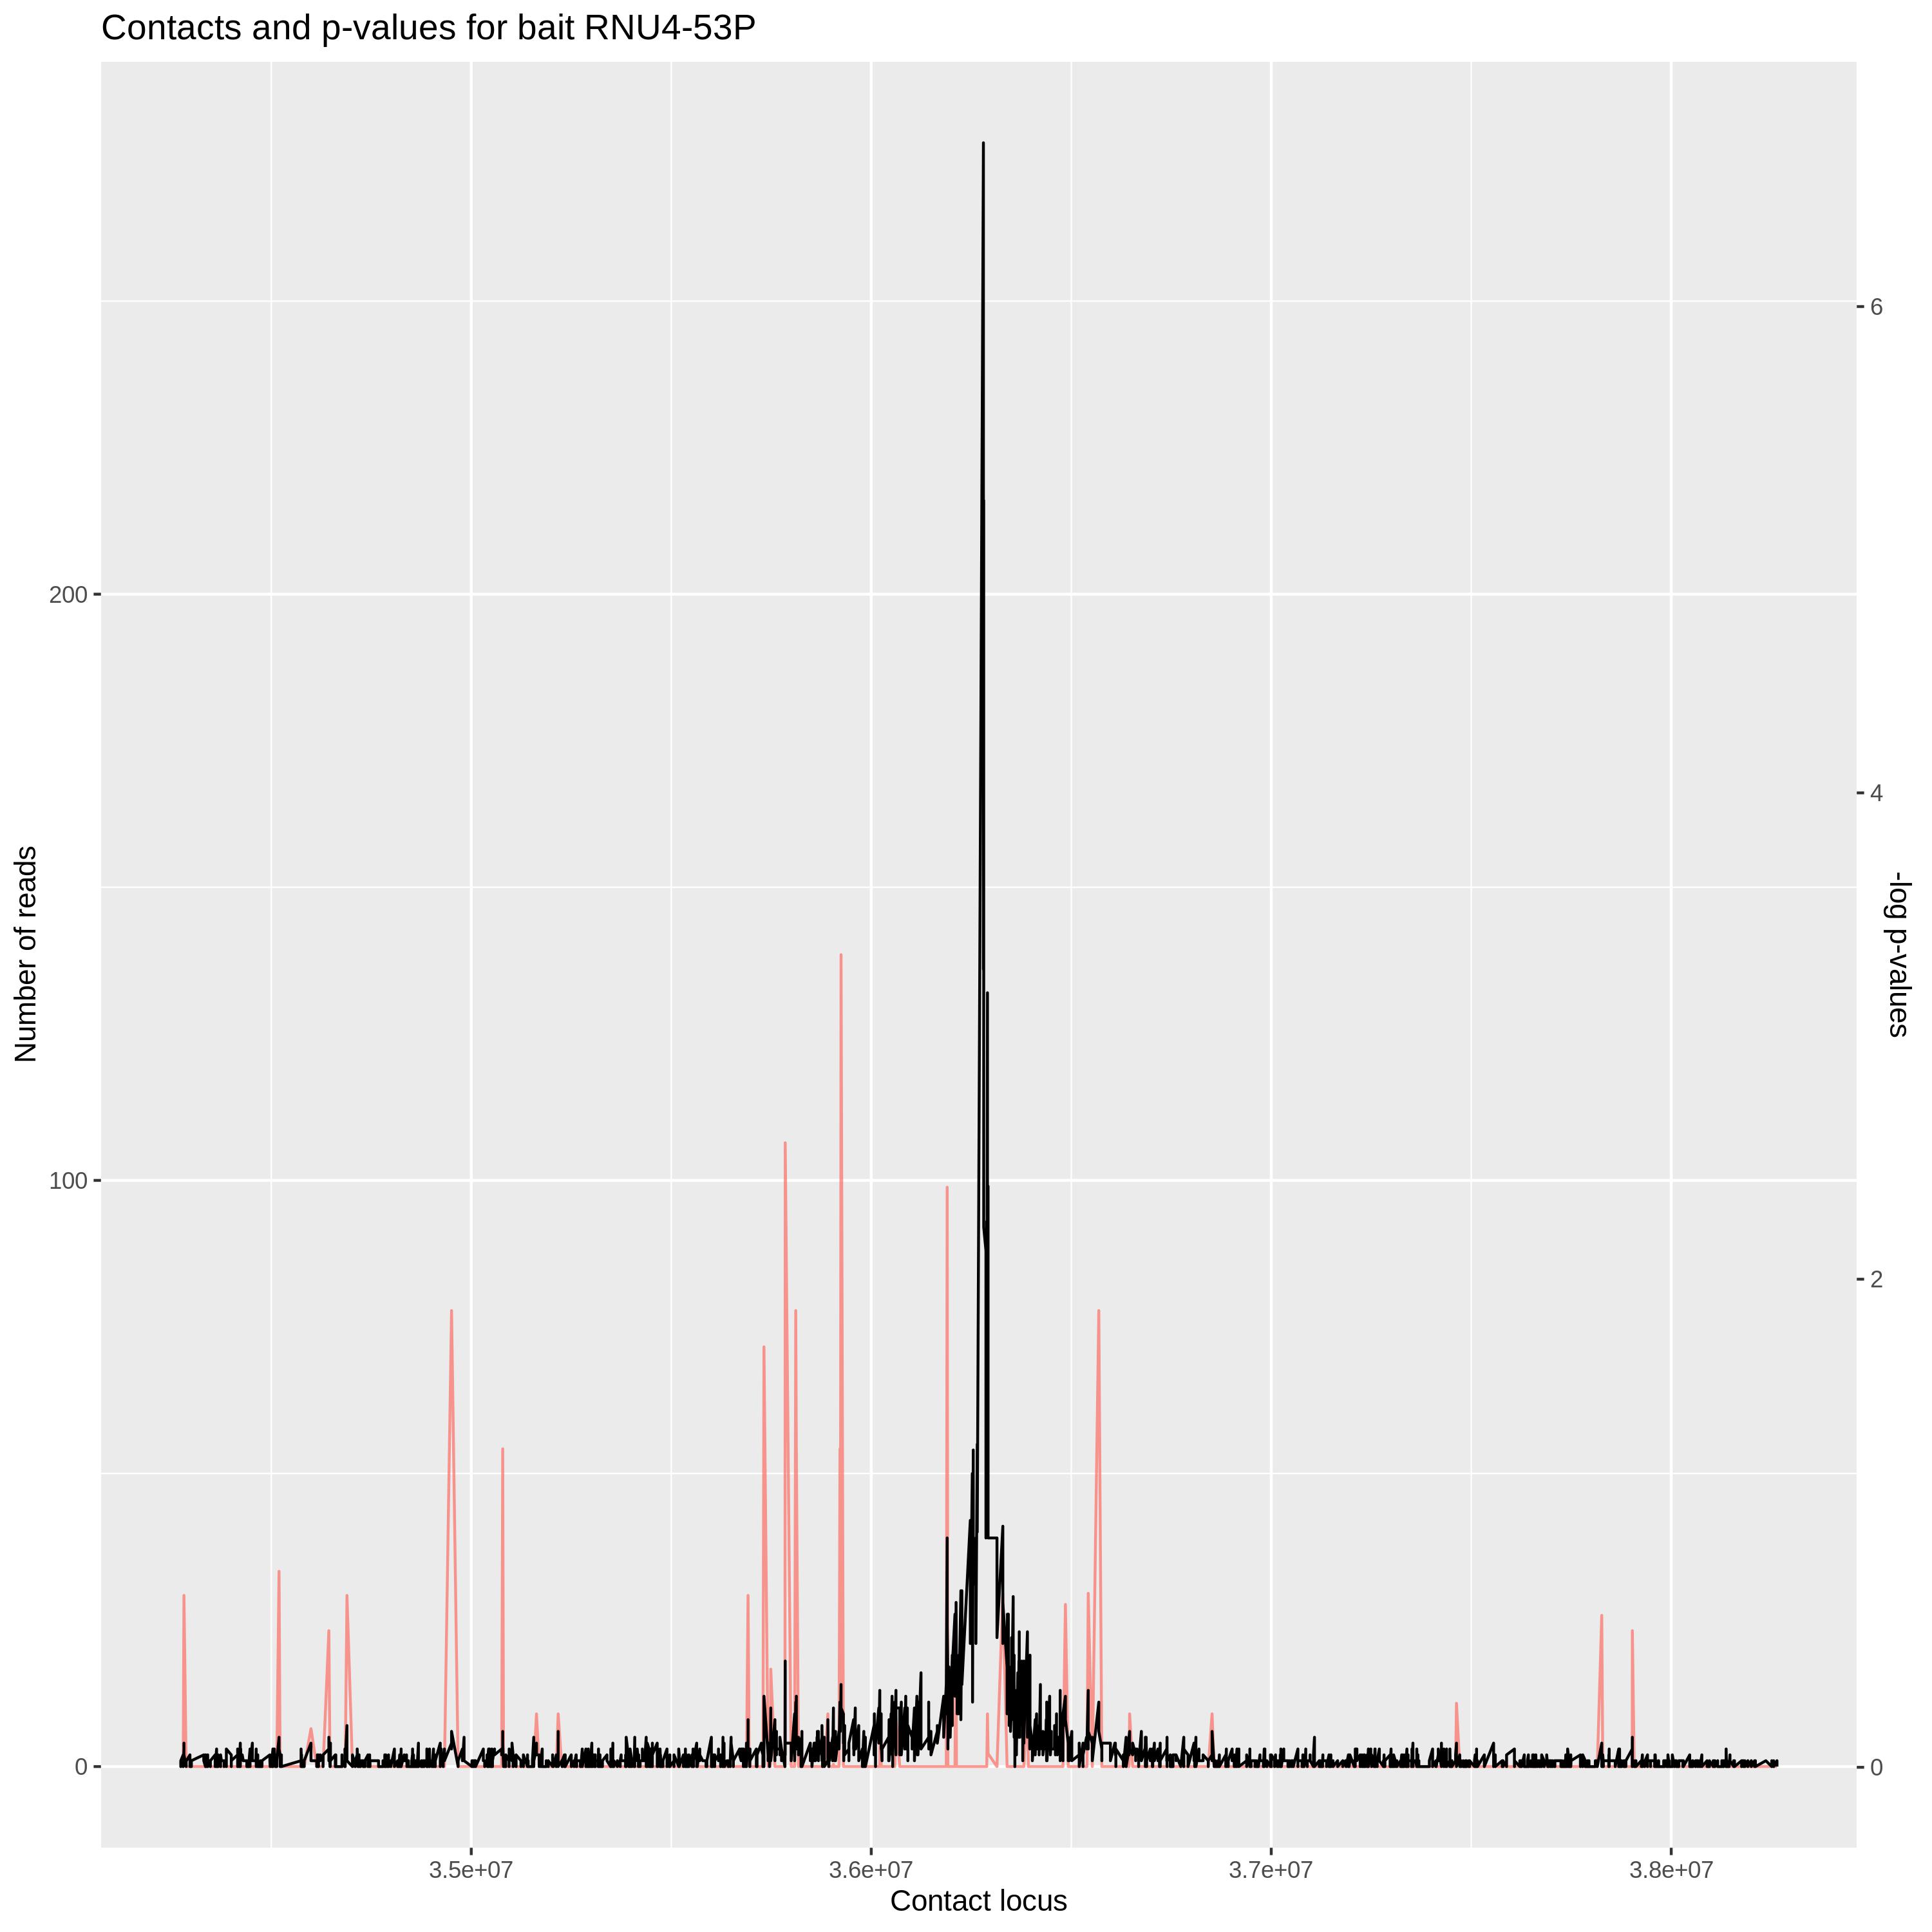 Contacts and p-values for bait RNU4-53P
Number of reads
200
100
0
6
4
2
0
-log p-values
3.5e+07
3.6e+07
3.7e+07
3.8e+07
Contact locus